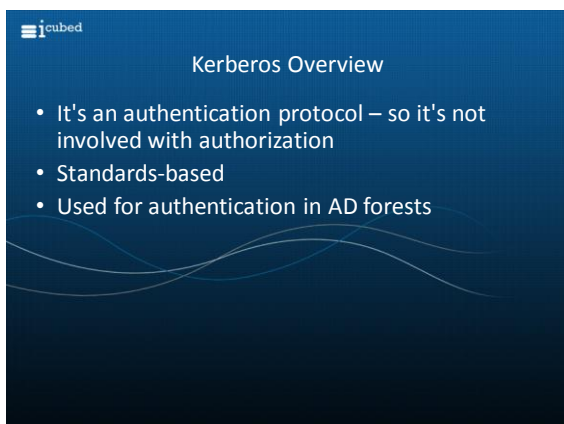 icubed
Kerberos Overview
• It's an authentication protocol – so it's not
involved with authorization
• Standards-based
• Used for authentication in AD forests